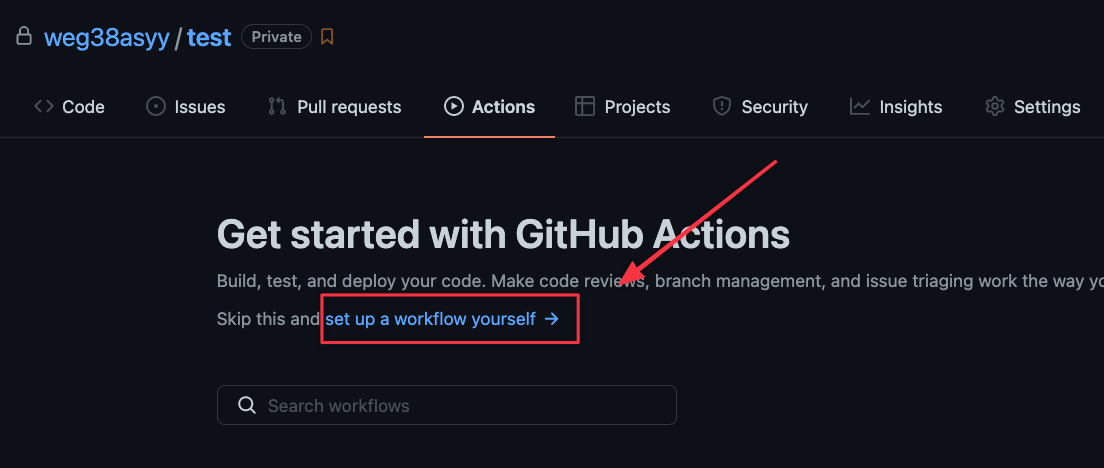 weg38asyy / test Private
Code Issues Pull requests Actions Projects Security Insights Settings
Get started with GitHub Actions
Build, test, and deploy your code. Make code reviews, branch management, and issue triaging work the way
Skip this and set up a workflow yourself →
Search workflows